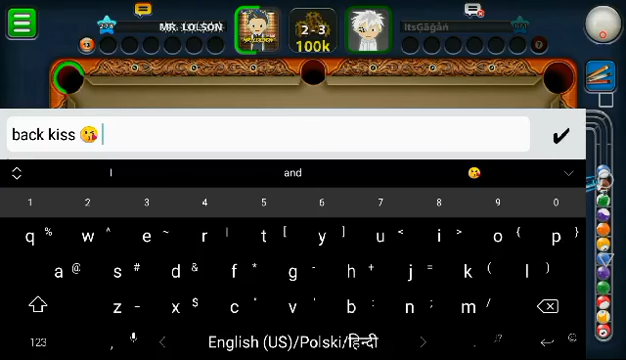 MR. LOLSON
2 - 3
100k
ItsGãgãn
back kiss 😘
I and 😘
1 2 3 4 5 6 7 8 9 0
q % w ^ e ~ r | t [ y ] u < i > o { p }
a @ s # d & f * g - h + j = k ( l )
z - x $ c " v ' b : n ; m /
123 , English (US)/Polski/हिन्दी . ,!?